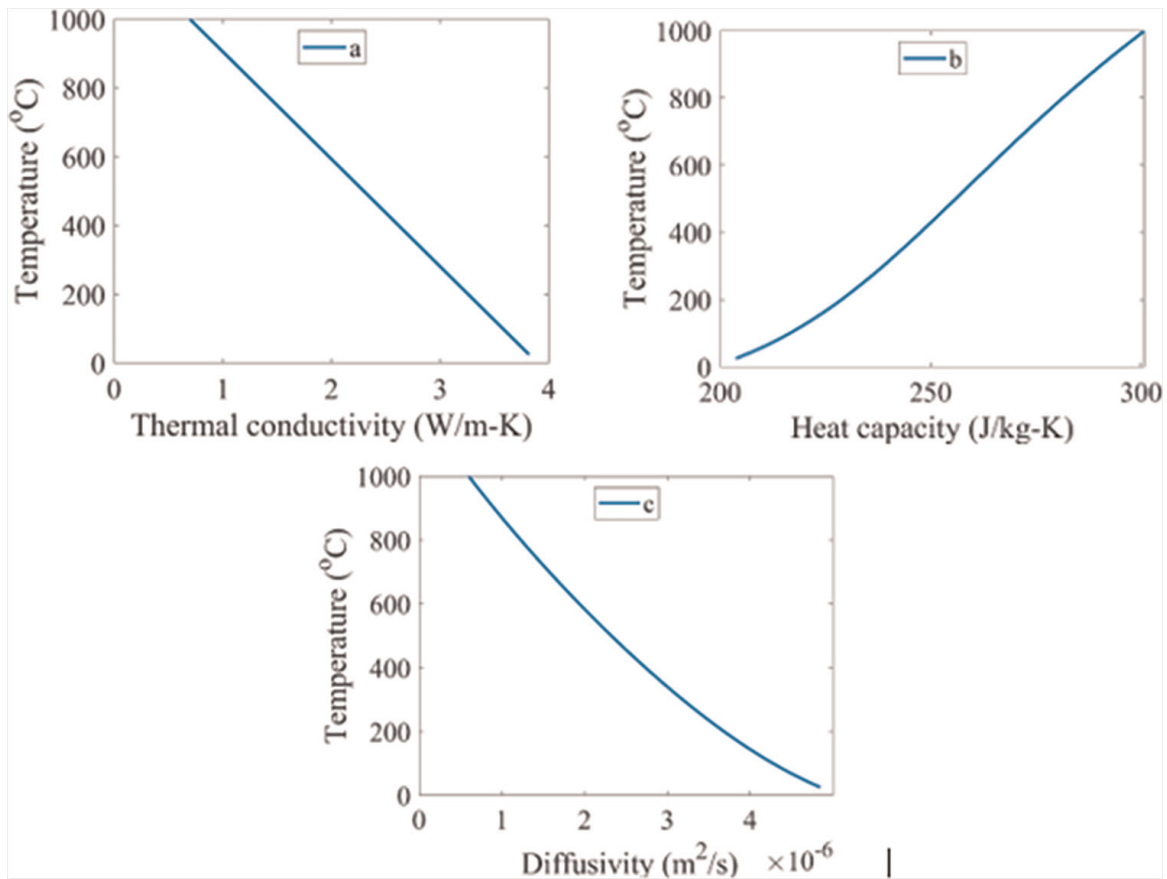 1000
800
600
400
200
0
Temperature (°C)
a
0 1 2 3 4
Thermal conductivity (W/m-K)
1000
800
600
400
200
0
Temperature (°C)
b
200 250 300
Heat capacity (J/kg-K)
1000
800
600
400
200
0
Temperature (°C)
c
0 1 2 3 4
Diffusivity (m²/s) ×10⁻⁶